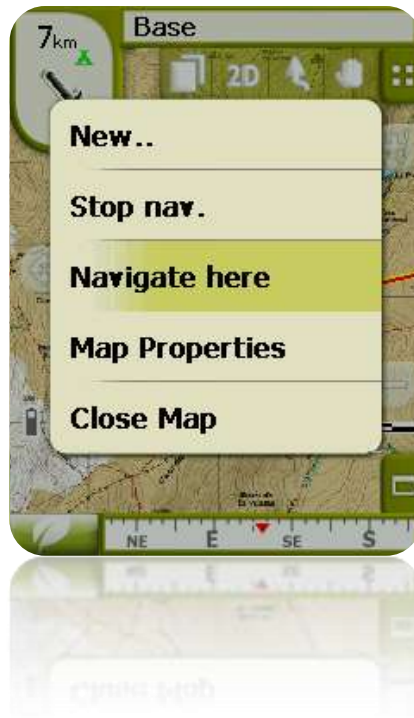 7km
Base
2D
New..
Stop nav.
Navigate here
Map Properties
Close Map
NE E SE S